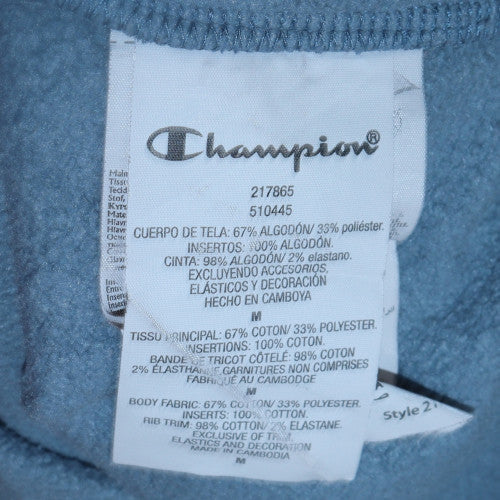 Champion®
217865
510445
CUERPO DE TELA: 67% ALGODÓN/ 33% poliéster.
INSERTOS: 100% ALGODÓN.
CINTA: 98% ALGODÓN/ 2% elastano.
EXCLUYENDO ACCESORIOS,
ELÁSTICOS Y DECORACIÓN
HECHO EN CAMBOYA
M
TISSU PRINCIPAL: 67% COTON/ 33% POLYESTER.
INSERTIONS: 100% COTON.
BANDE DE TRICOT CÔTELÉ: 98% COTON
2% ÉLASTHANNE, GARNITURES NON COMPRISES
FABRIQUÉ AU CAMBODGE
M
BODY FABRIC: 67% COTTON/ 33% POLYESTER.
INSERTS: 100% COTTON.
RIB TRIM: 98% COTTON/ 2% ELASTANE.
EXCLUSIVE OF TRIM,
ELASTICS AND DECORATION
MADE IN CAMBODIA
M
Style 2